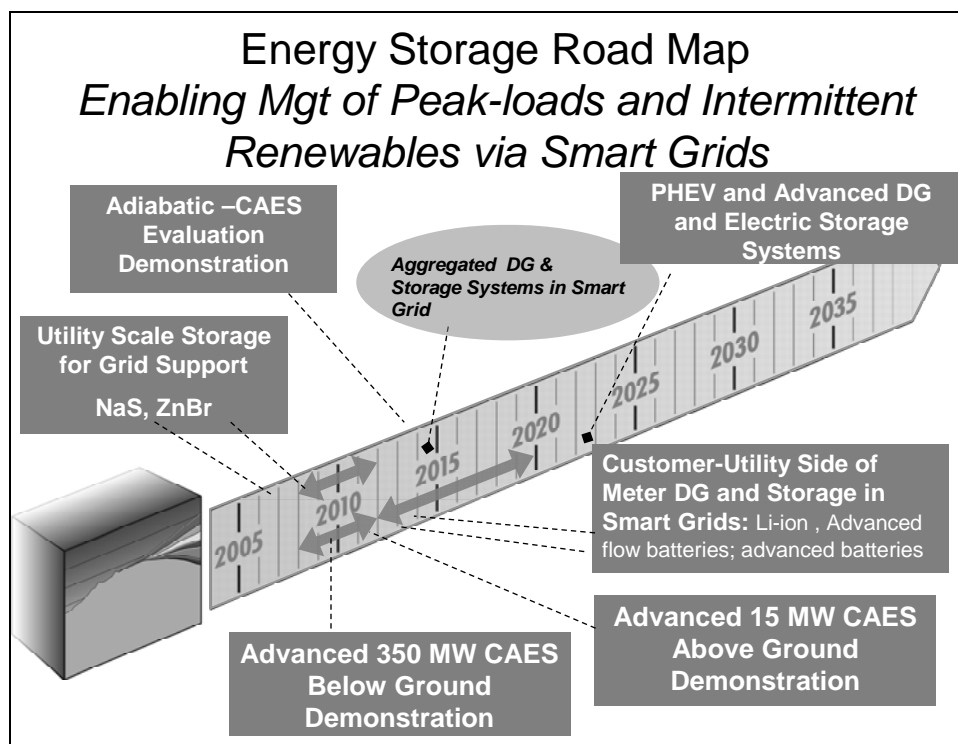 Energy Storage Road Map
Enabling Mgt of Peak-loads and Intermittent
Renewables via Smart Grids
Adiabatic –CAES
Evaluation
Demonstration
Aggregated DG &
Storage Systems in Smart
Grid
PHEV and Advanced DG
and Electric Storage
Systems
Utility Scale Storage
for Grid Support
NaS, ZnBr
2005
2010
2015
2020
2025
2030
2035
Customer-Utility Side of
Meter DG and Storage in
Smart Grids: Li-ion , Advanced
flow batteries; advanced batteries
Advanced 350 MW CAES
Below Ground
Demonstration
Advanced 15 MW CAES
Above Ground
Demonstration